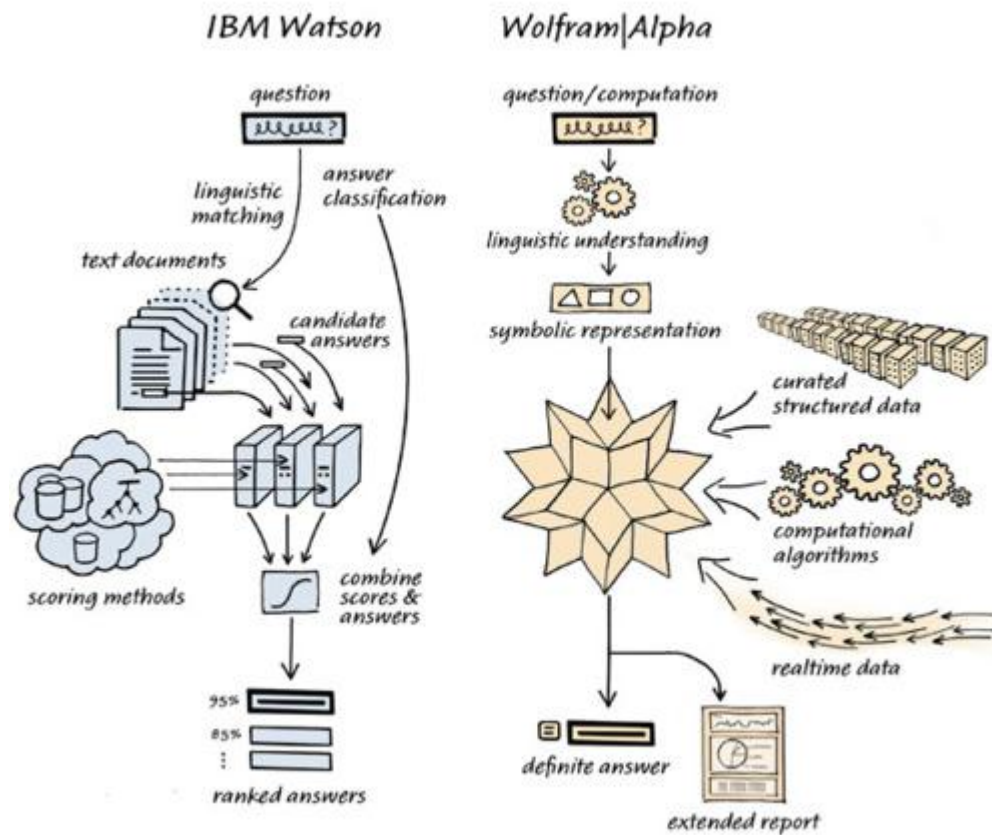 IBM Watson
question
?
linguistic
matching
answer
classification
text documents
candidate
answers
scoring methods
combine
scores &
answers
95%
85%
⋮
ranked answers
Wolfram|Alpha
question/computation
?
linguistic understanding
symbolic representation
curated
structured data
computational
algorithms
realtime data
definite answer
extended report